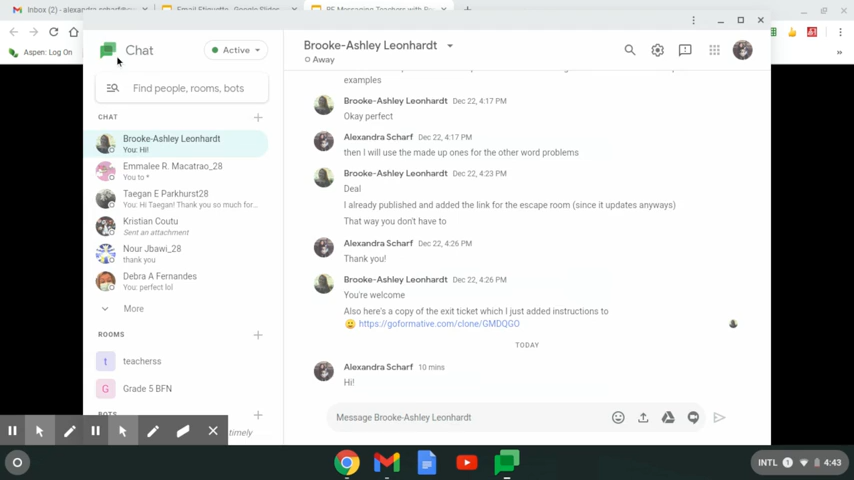 Inbox (2) - alexandra.scharf@
Email Etiquette - Google Slides
RE Messaging Teachers with E
Aspen: Log On
Chat
Active
Find people, rooms, bots
CHAT
Brooke-Ashley Leonhardt
You: Hi!
Emmalee R. Macatrao_28
You to *
Taegan E Parkhurst28
You: Hi Taegan! Thank you so much for...
Kristian Coutu
Sent an attachment
Nour Jbawi_28
thank you
Debra A Fernandes
You: perfect lol
More
ROOMS
t teacherss
G Grade 5 BFN
BOTS
timely
Brooke-Ashley Leonhardt
Away
examples
Brooke-Ashley Leonhardt Dec 22, 4:17 PM
Okay perfect
Alexandra Scharf Dec 22, 4:17 PM
then I will use the made up ones for the other word problems
Brooke-Ashley Leonhardt Dec 22, 4:23 PM
Deal
I already published and added the link for the escape room (since it updates anyways)
That way you don't have to
Alexandra Scharf Dec 22, 4:26 PM
Thank you!
Brooke-Ashley Leonhardt Dec 22, 4:26 PM
You're welcome
Also here's a copy of the exit ticket which I just added instructions to
https://goformative.com/clone/GMDQGO
TODAY
Alexandra Scharf 10 mins
Hi!
Message Brooke-Ashley Leonhardt
INTL 1 4:43